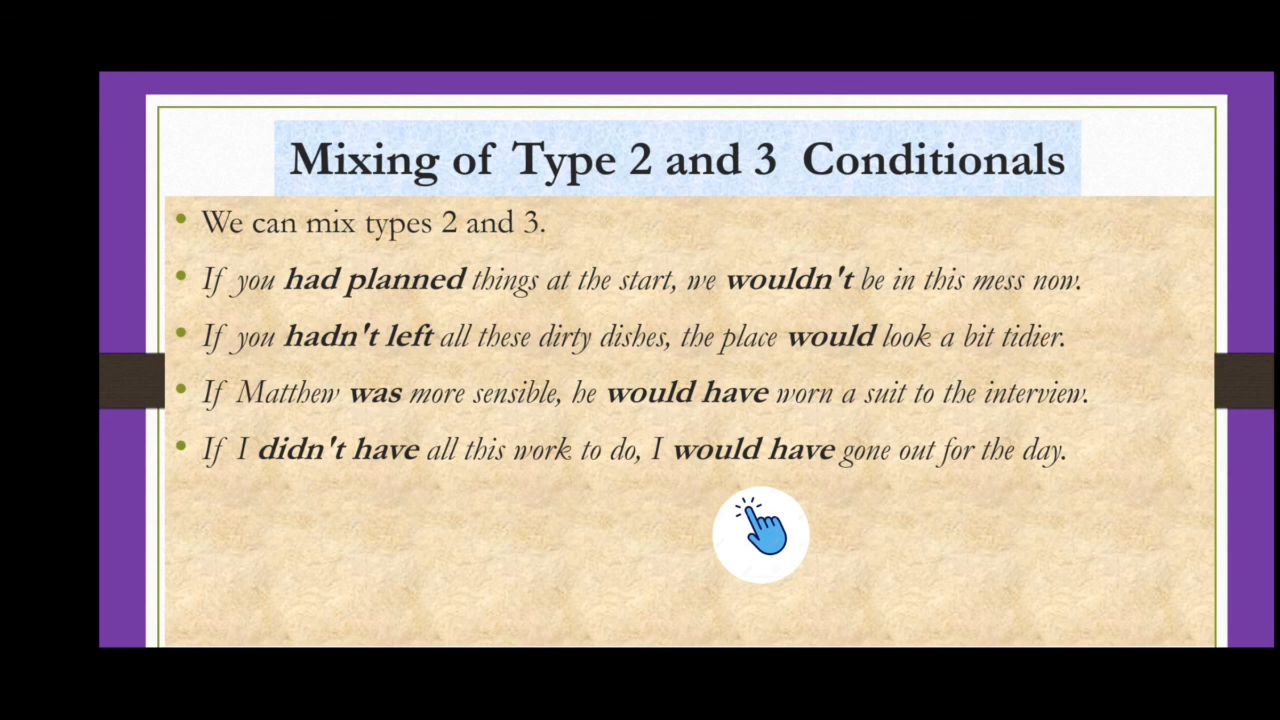 Mixing of Type 2 and 3 Conditionals
• We can mix types 2 and 3.
• If you had planned things at the start, we wouldn't be in this mess now.
• If you hadn't left all these dirty dishes, the place would look a bit tidier.
• If Matthew was more sensible, he would have worn a suit to the interview.
• If I didn't have all this work to do, I would have gone out for the day.